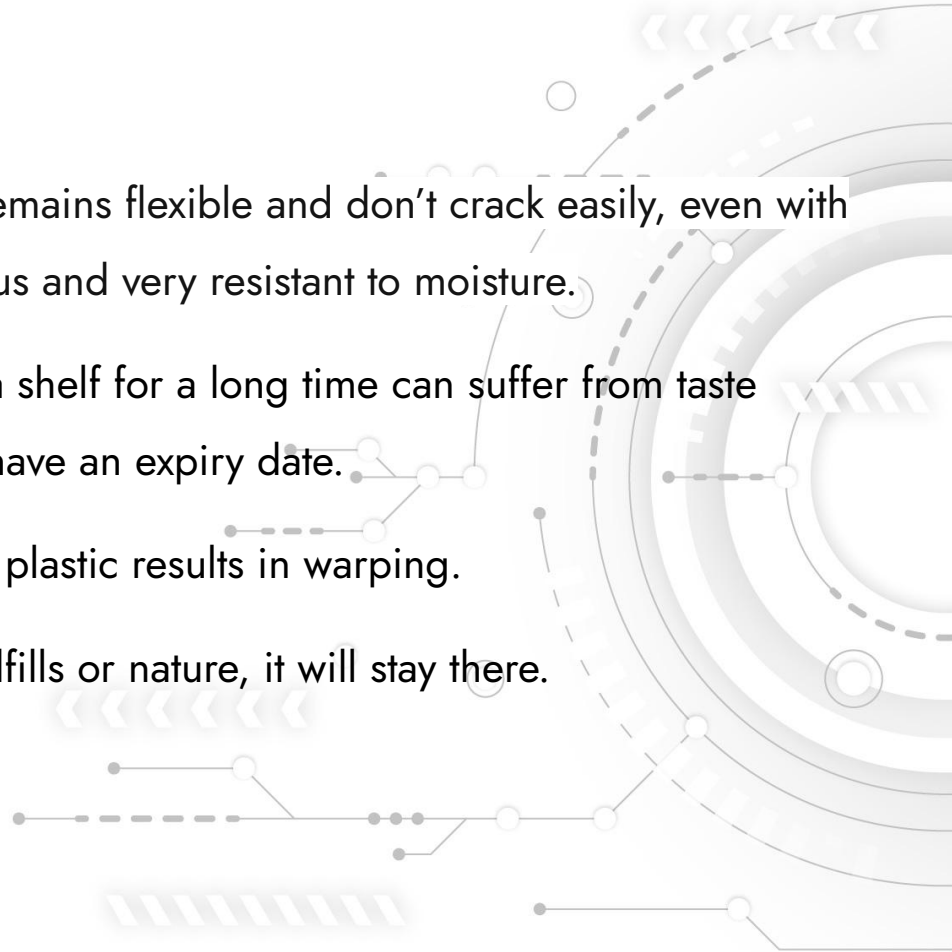 emains flexible and don’t crack easily, even with
us and very resistant to moisture.
shelf for a long time can suffer from taste
have an expiry date.
plastic results in warping.
fills or nature, it will stay there.